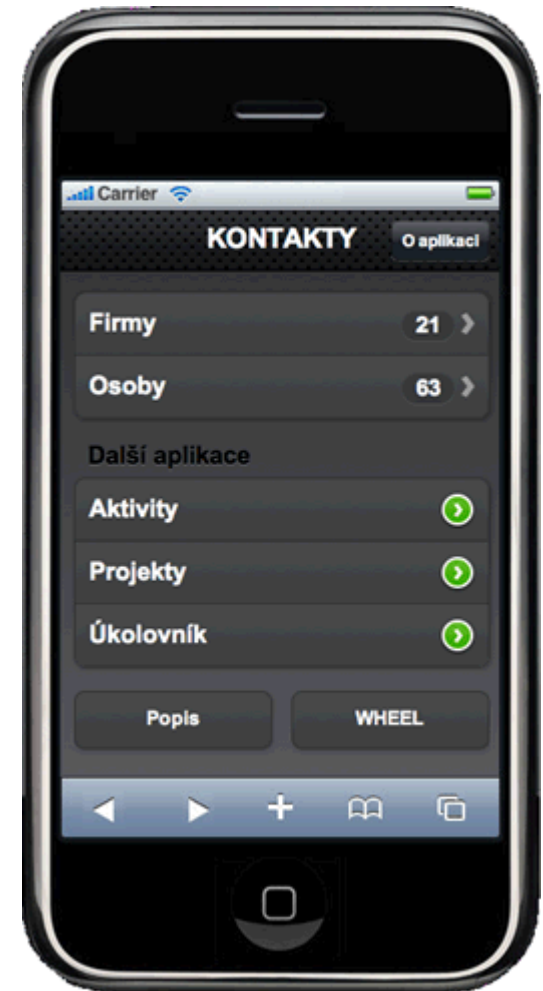 Carrier
KONTAKTY O aplikaci
Firmy 21
Osoby 63
Další aplikace
Aktivity
Projekty
Úkolovník
Popis WHEEL